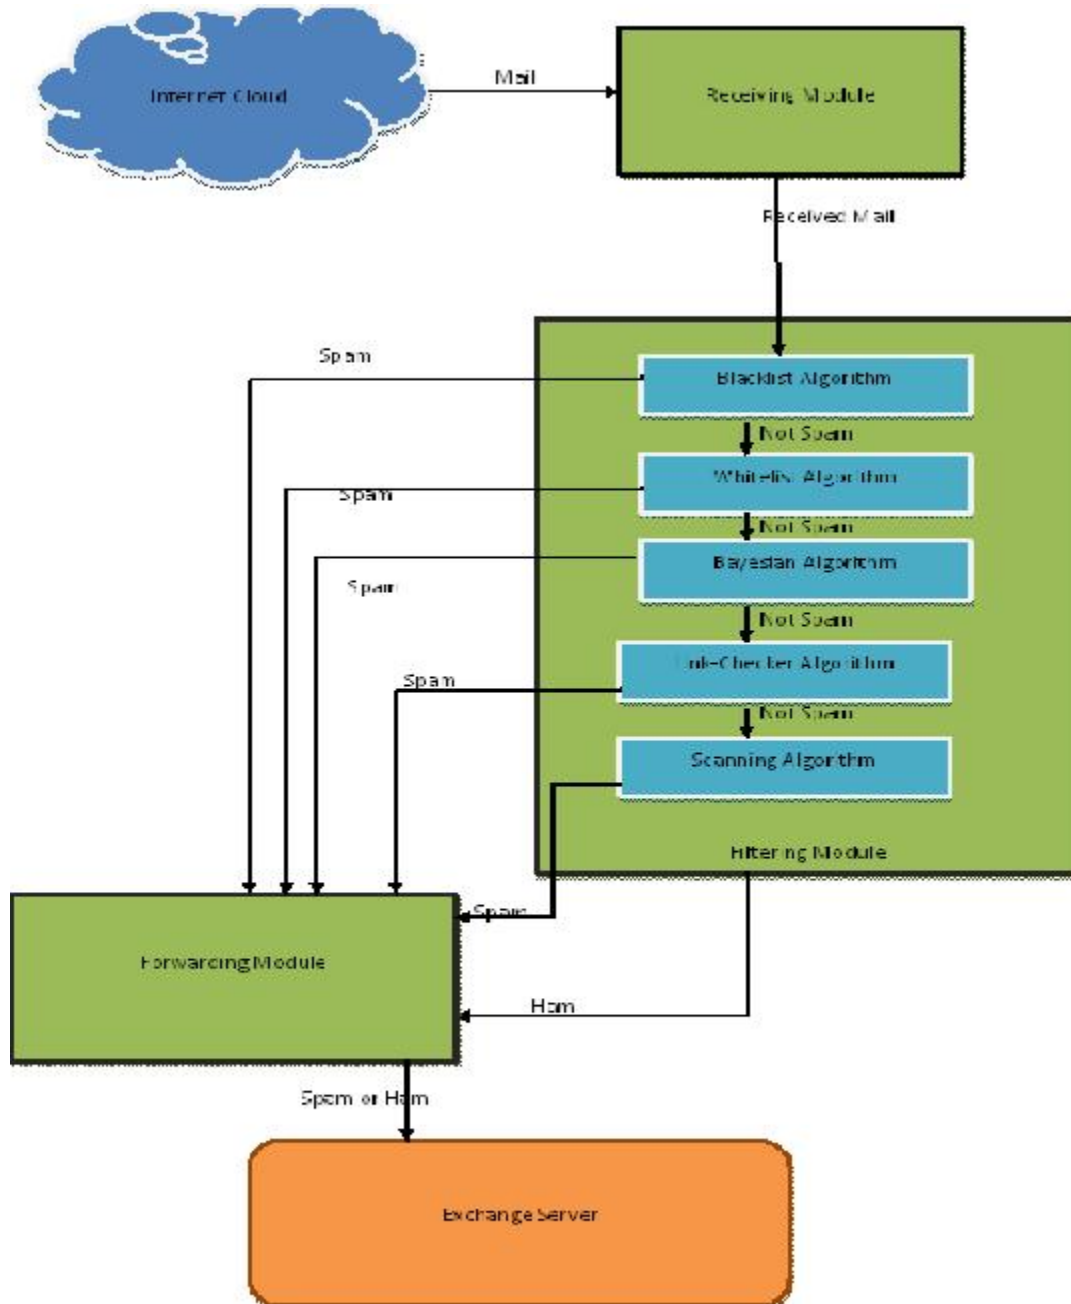 Mail
Internet Cloud
Receiving Module
Received Mail
Spam
Blacklist Algorithm
Not Spam
Whitelist Algorithm
Spam
Not Spam
Bayesian Algorithm
Spam
Not Spam
Link-Checker Algorithm
Spam
Not Spam
Scanning Algorithm
Filtering Module
Spam
Forwarding Module
Ham
Spam or Ham
Exchange Server